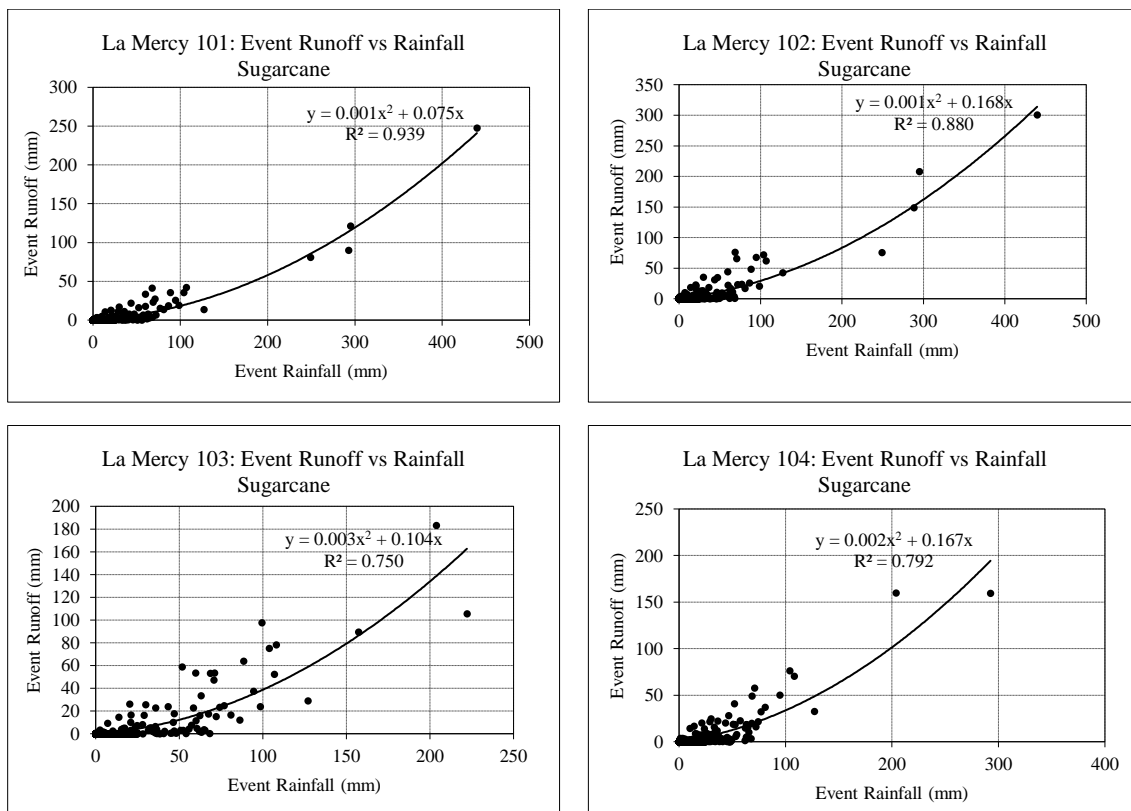 La Mercy 101: Event Runoff vs Rainfall
Sugarcane
300
250
200
150
100
50
0
Event Runoff (mm)
y = 0.001x² + 0.075x
R² = 0.939
0 100 200 300 400 500
Event Rainfall (mm)
La Mercy 102: Event Runoff vs Rainfall
Sugarcane
350
300
250
200
150
100
50
0
Event Runoff (mm)
y = 0.001x² + 0.168x
R² = 0.880
0 100 200 300 400 500
Event Rainfall (mm)
La Mercy 103: Event Runoff vs Rainfall
Sugarcane
200
180
160
140
120
100
80
60
40
20
0
Event Runoff (mm)
y = 0.003x² + 0.104x
R² = 0.750
0 50 100 150 200 250
Event Rainfall (mm)
La Mercy 104: Event Runoff vs Rainfall
Sugarcane
250
200
150
100
50
0
Event Runoff (mm)
y = 0.002x² + 0.167x
R² = 0.792
0 100 200 300 400
Event Rainfall (mm)